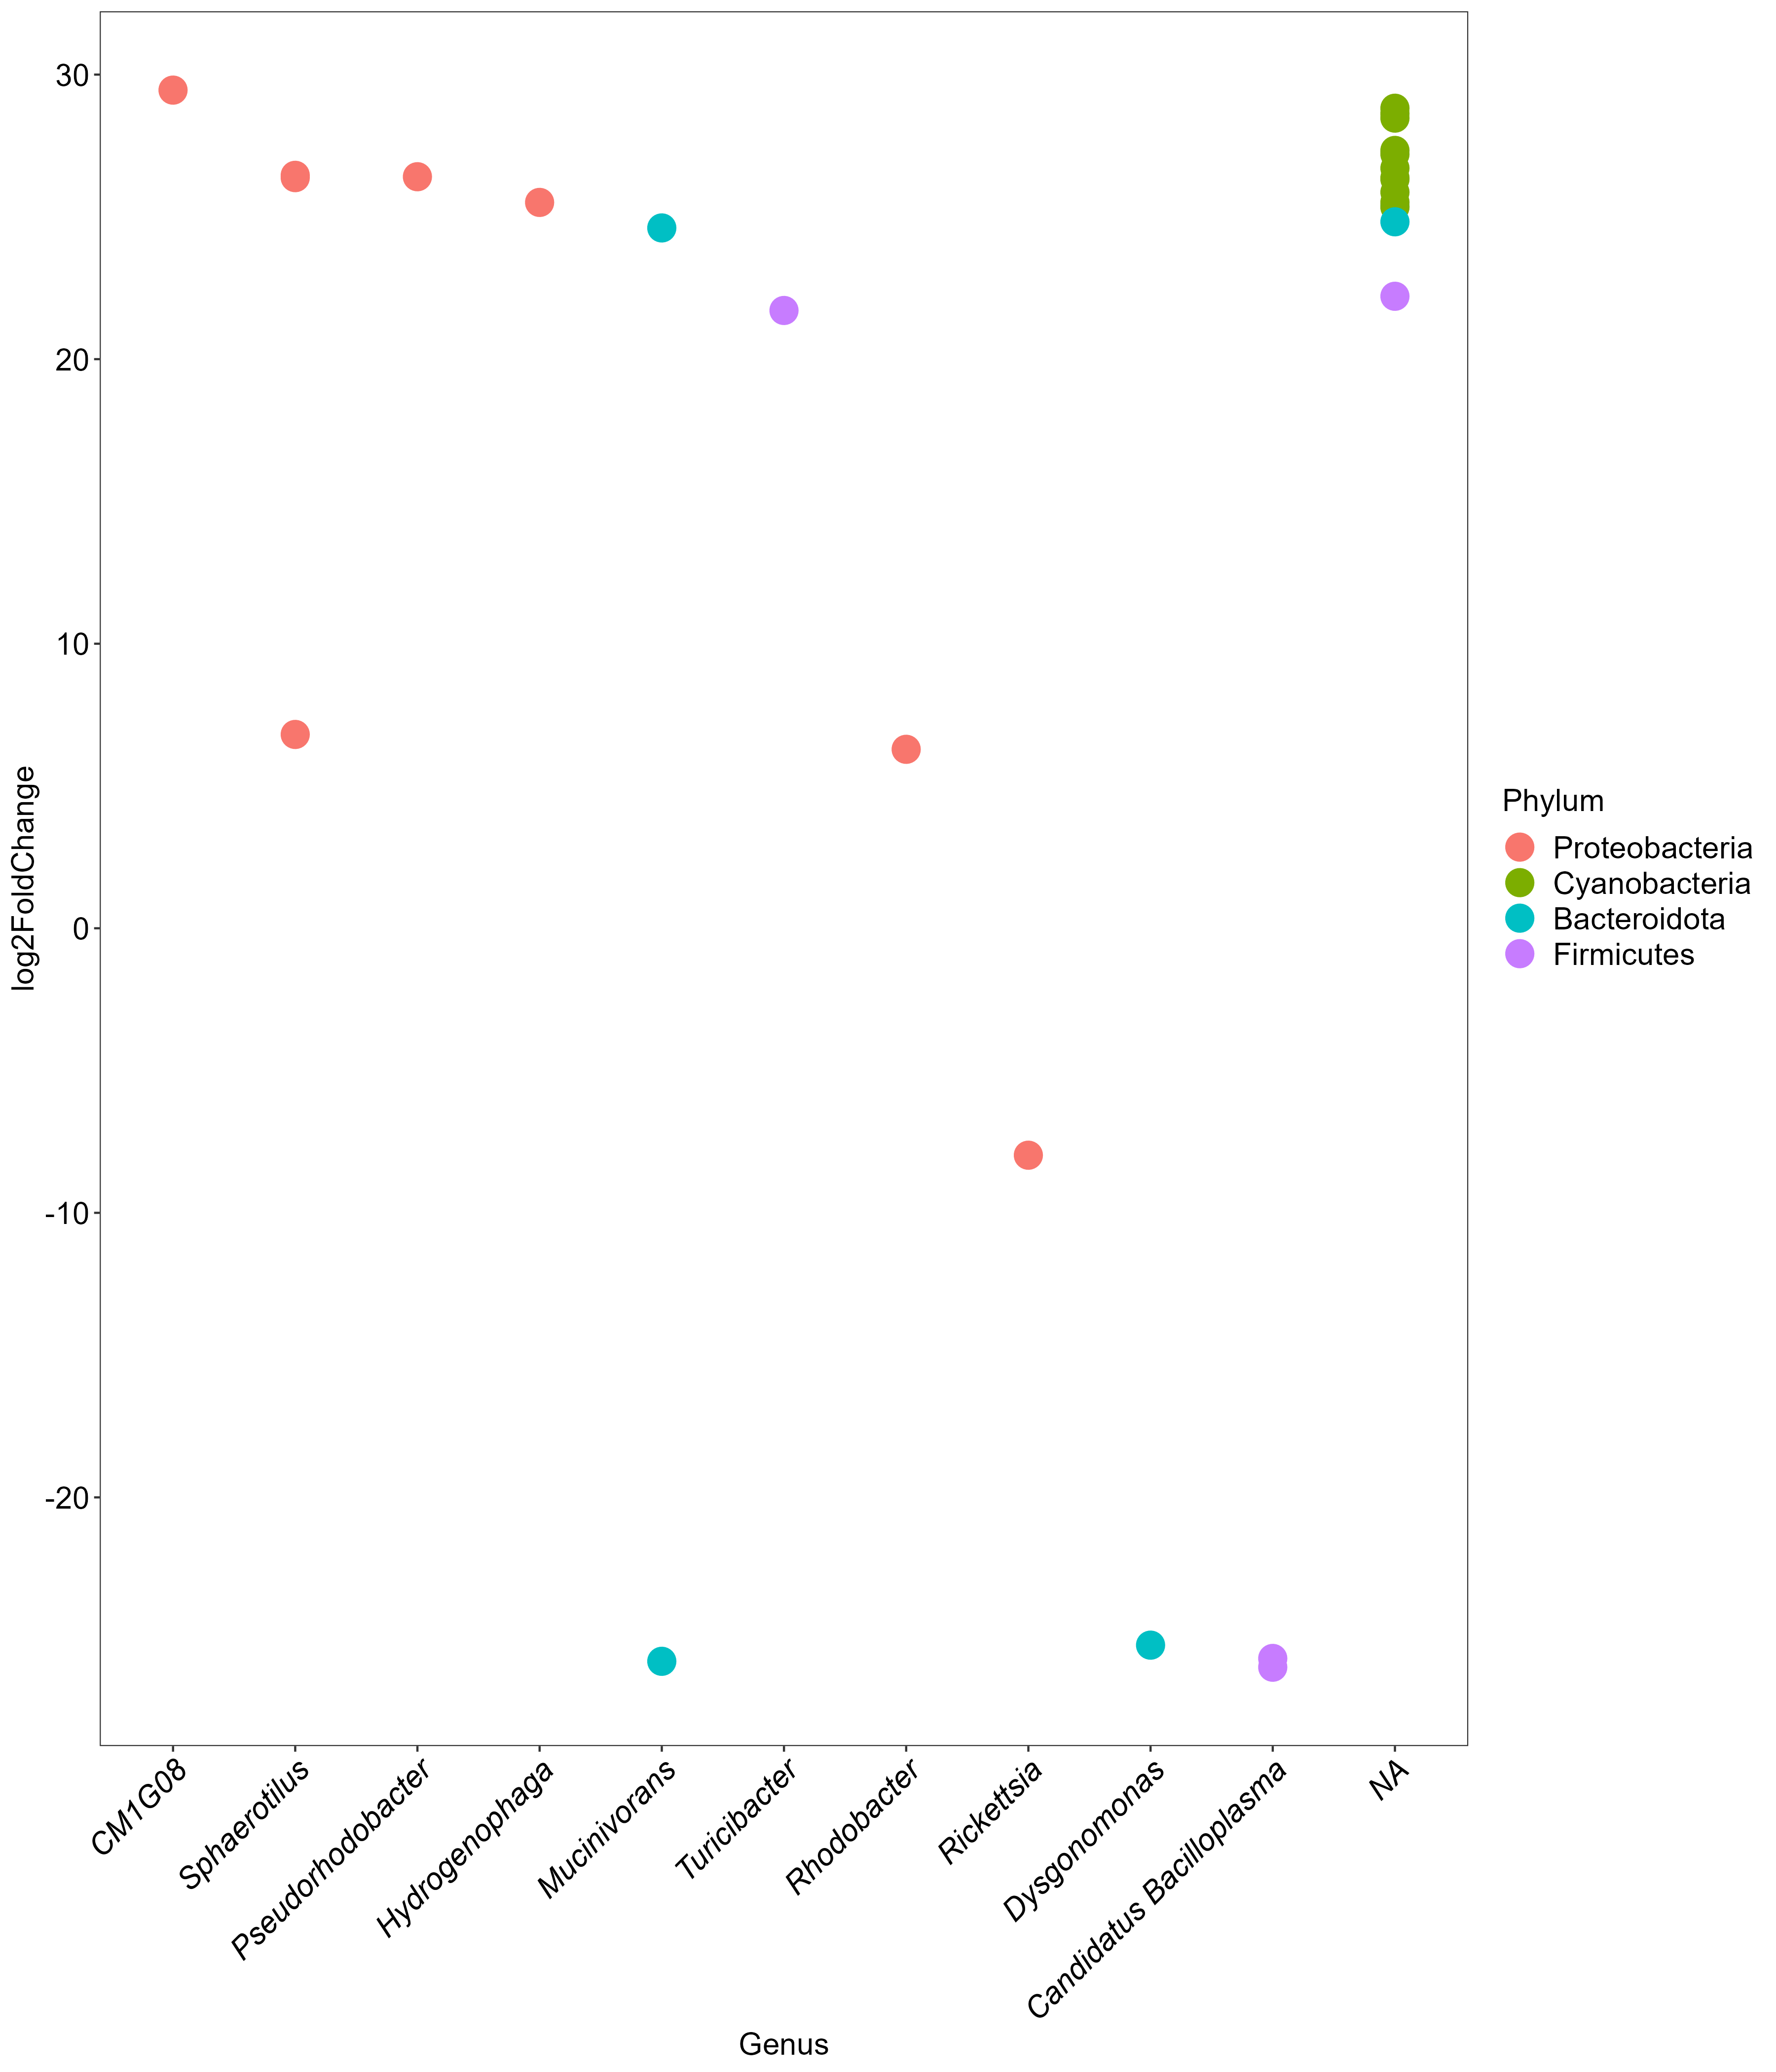 30
20
10
0
-10
-20
log2FoldChange
CM1G08
Sphaerotilus
Pseudorhodobacter
Hydrogenophaga
Mucinivorans
Turicibacter
Rhodobacter
Rickettsia
Dysgonomonas
Candidatus Bacilloplasma
NA
Genus
Phylum
Proteobacteria
Cyanobacteria
Bacteroidota
Firmicutes